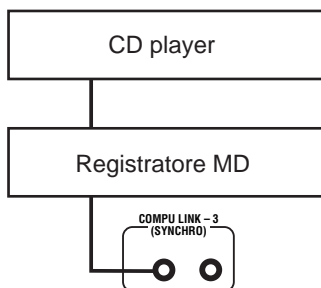 CD player
Registratore MD
COMPU LINK – 3
(SYNCHRO)